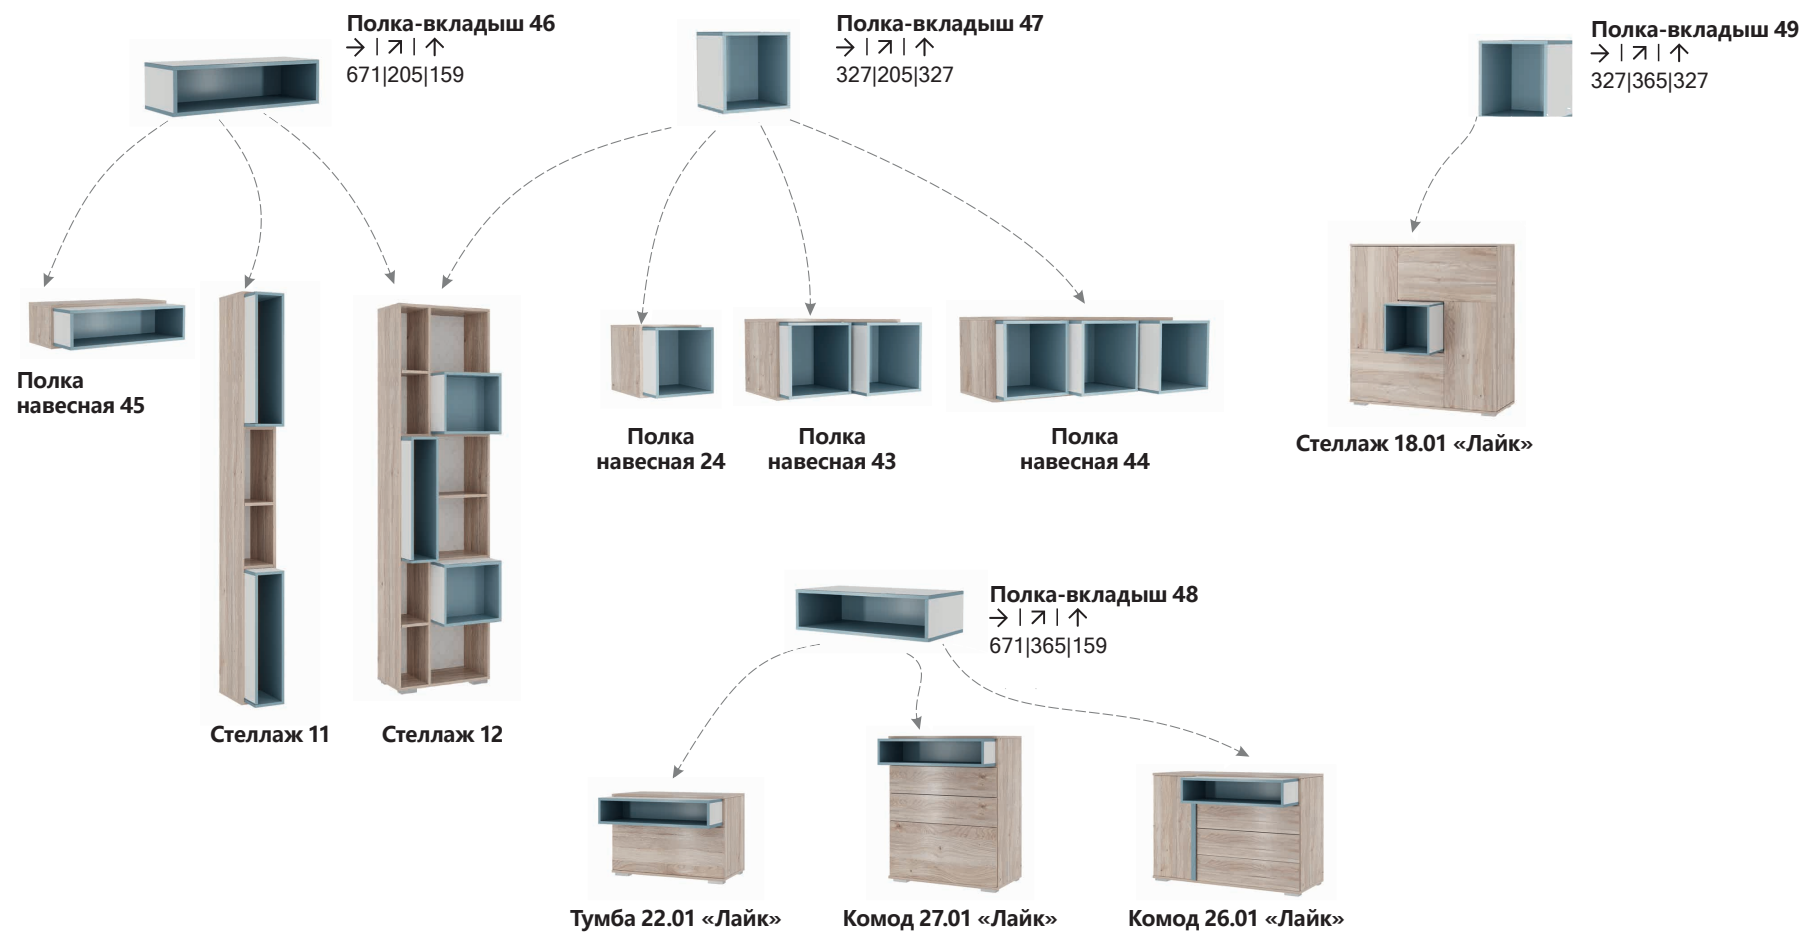 Полка-вкладыш 46
→ | ↗ | ↑
671|205|159
Полка-вкладыш 47
→ | ↗ | ↑
327|205|327
Полка-вкладыш 49
→ | ↗ | ↑
327|365|327
Полка
навесная 45
Полка
навесная 24
Полка
навесная 43
Полка
навесная 44
Стеллаж 18.01 «Лайк»
Полка-вкладыш 48
→ | ↗ | ↑
671|365|159
Стеллаж 11
Стеллаж 12
Тумба 22.01 «Лайк»
Комод 27.01 «Лайк»
Комод 26.01 «Лайк»